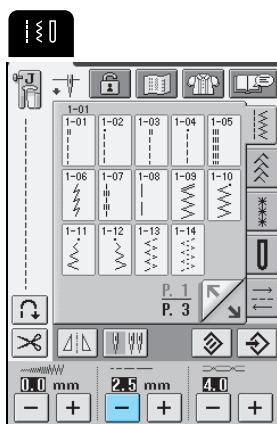 J
1-01
1-01 1-02 1-03 1-04 1-05
1-06 1-07 1-08 1-09 1-10
1-11 1-12 1-13 1-14
P. 1
P. 3
0.0 mm 2.5 mm 4.0
− + − + − +